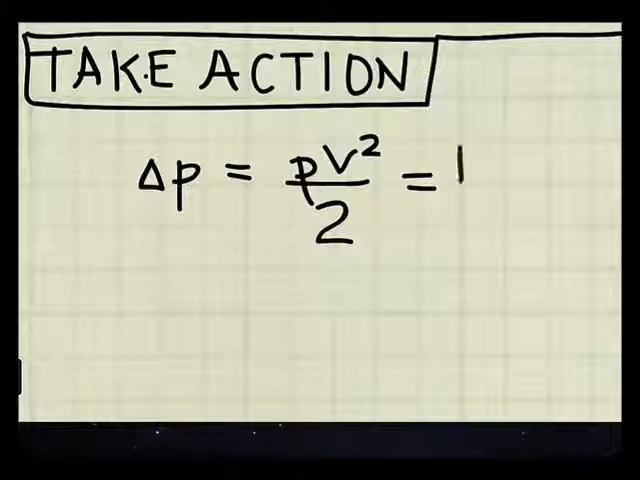 TAKE ACTION
Δp = ρV²/2 = 1